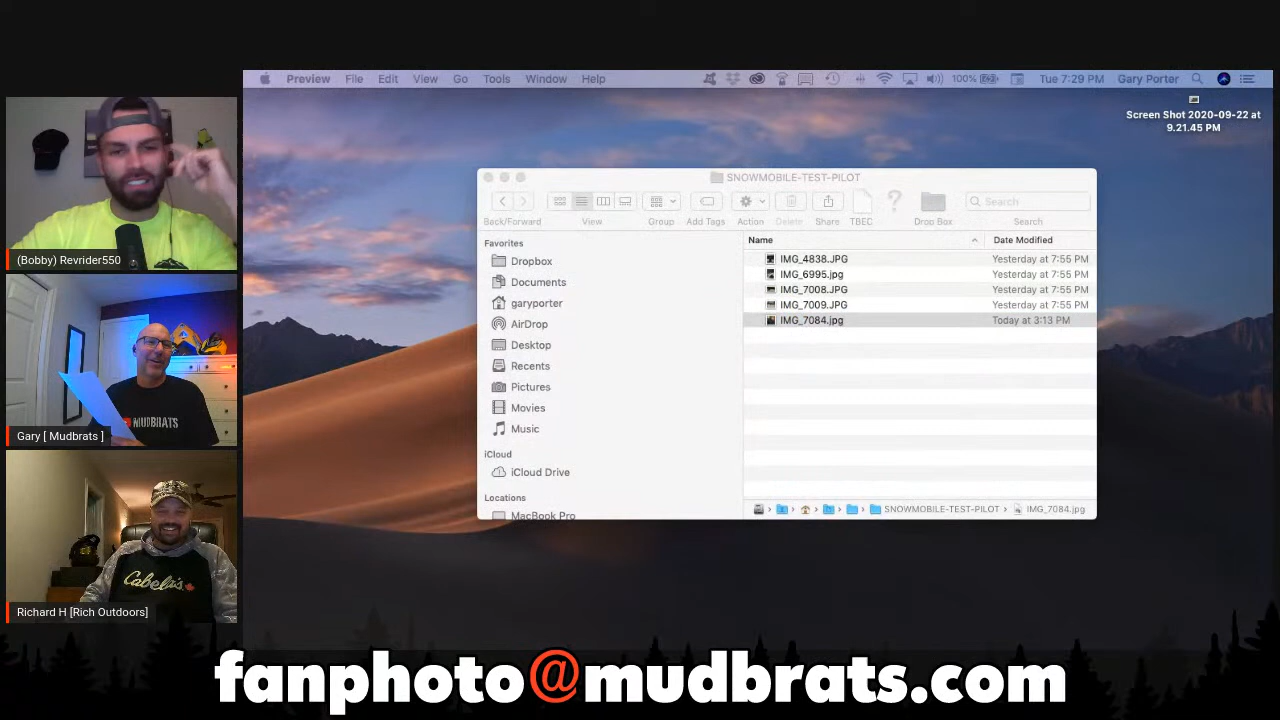 Preview File Edit View Go Tools Window Help 100% Tue 7:29 PM Gary Porter
Screen Shot 2020-09-22 at
9.21.45 PM
(Bobby) Revrider550
MUDBRATS
Gary [ Mudbrats ]
Cabela's
Richard H [Rich Outdoors]
SNOWMOBILE-TEST-PILOT
Search
Back/Forward View Group Add Tags Action Delete Share TBEC Drop Box Search
Favorites
Dropbox
Documents
garyporter
AirDrop
Desktop
Recents
Pictures
Movies
Music
iCloud
iCloud Drive
Locations
MacBook Pro
Name Date Modified
IMG_4838.JPG Yesterday at 7:55 PM
IMG_6995.jpg Yesterday at 7:55 PM
IMG_7008.JPG Yesterday at 7:55 PM
IMG_7009.JPG Yesterday at 7:55 PM
IMG_7084.jpg Today at 3:13 PM
SNOWMOBILE-TEST-PILOT › IMG_7084.jpg
fanphoto@mudbrats.com